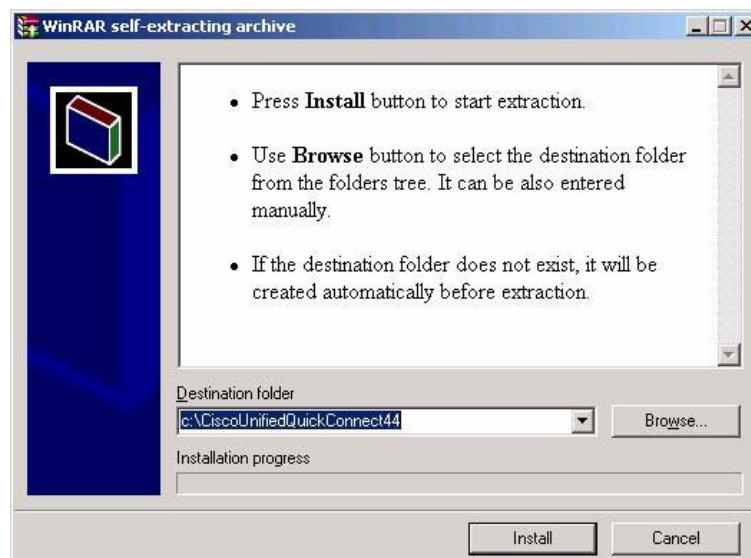 WinRAR self-extracting archive
• Press Install button to start extraction.
• Use Browse button to select the destination folder
from the folders tree. It can be also entered
manually.
• If the destination folder does not exist, it will be
created automatically before extraction.
Destination folder
c:\CiscoUnifiedQuickConnect44
Browse...
Installation progress
Install
Cancel